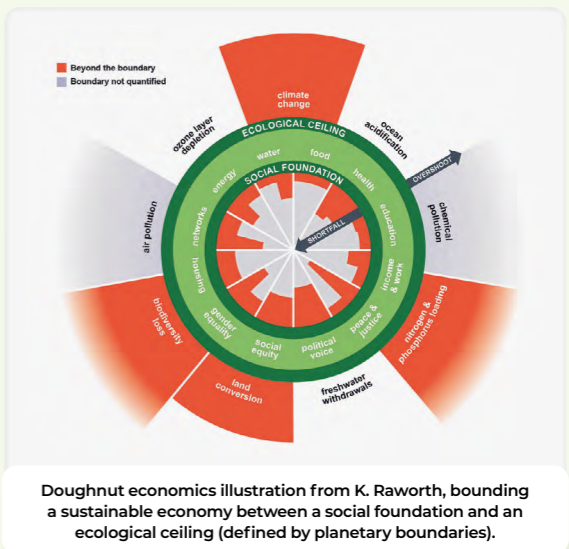 Beyond the boundary
Boundary not quantified
climate
change
ozone layer
depletion
ocean
acidification
ECOLOGICAL CEILING
OVERSHOOT
water
food
energy
health
SOCIAL FOUNDATION
SHORTFALL
networks
education
air pollution
chemical
pollution
housing
income
& work
gender
equality
peace &
justice
social
equity
political
voice
biodiversity
loss
nitrogen &
phosphorus loading
land
conversion
freshwater
withdrawals
Doughnut economics illustration from K. Raworth, bounding
a sustainable economy between a social foundation and an
ecological ceiling (defined by planetary boundaries).